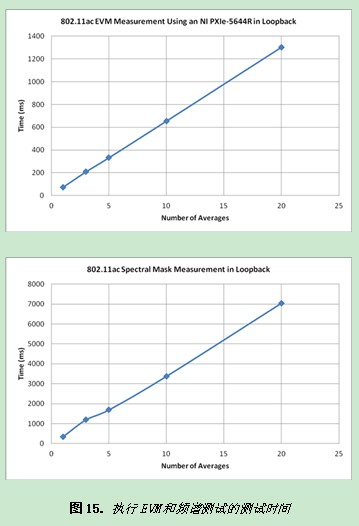 802.11ac EVM Measurement Using an NI PXIe-5644R in Loopback
1400
1200
1000
800
600
400
200
0
Time (ms)
0 5 10 15 20 25
Number of Averages
802.11ac Spectral Mask Measurement in Loopback
8000
7000
6000
5000
4000
3000
2000
1000
0
Time (ms)
0 5 10 15 20 25
Number of Averages
图 15. 执行 EVM 和频谱测试的测试时间